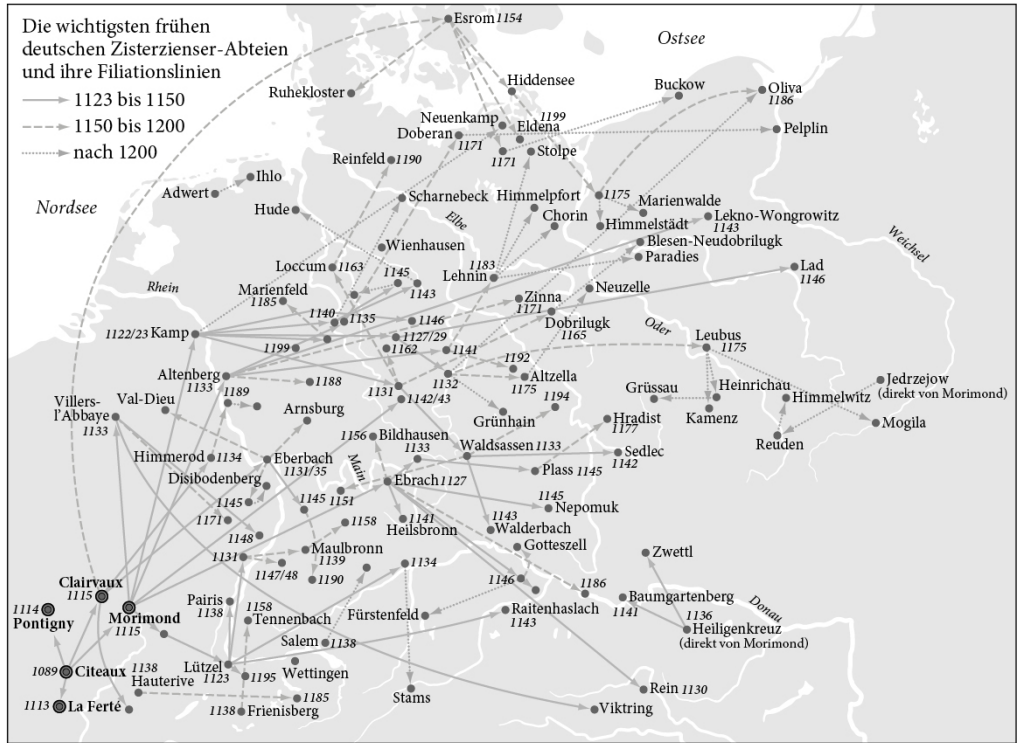 Die wichtigsten frühen
deutschen Zisterzienser-Abteien
und ihre Filiationslinien
1123 bis 1150
1150 bis 1200
nach 1200
Esrom 1154
Ostsee
Ruhekloster
Hiddensee
1199
Buckow
Oliva
1186
Neuenkamp
Doberan
1171
Eldena
1171
Stolpe
Pelplin
Reinfeld
1190
Ihlo
Adwert
Nordsee
Hude
Scharnebeck
Himmelpfort
1175
Marienwalde
Elbe
Chorin
Himmelstädt
Lekno-Wongrowitz
1143
Wienhausen
Blesen-Neudobrilugk
Weichsel
Loccum
1163
1145
1183
Lehnin
Paradies
Lad
1146
Rhein
Marienfeld
1185
1143
Zinna
1171
Neuzelle
1140
1135
1146
Dobrilugk
1165
Oder
1122/23 Kamp
1127/29
Leubus
1175
1199
1162
1141
1192
Altenberg
1133
1188
1131
1132
Altzella
1175
Jedrzejow
(direkt von Morimond)
1189
1142/43
1194
Grüssau
Heinrichau
Himmelwitz
Villers-
l'Abbaye
1133
Val-Dieu
Arnsburg
Grünhain
Hradist
1177
Kamenz
Mogila
Reuden
1156
Bildhausen
1133
Waldsassen 1133
Himmerod
1134
Eberbach
1131/35
Main
Sedlec
1142
Plass 1145
Disibodenberg
Ebrach 1127
1151
1145
1145
1145
Nepomuk
1171
1158
1141
Heilsbronn
1143
Walderbach
1148
Gotteszell
1131
Maulbronn
1139
1134
Zwettl
1147/48
1190
1146
1186
Clairvaux
1115
1114
Pontigny
Morimond
1115
Pairis
1138
1158
Tennenbach
Fürstenfeld
Raitenhaslach
1143
Baumgartenberg
1141
1136
Donau
Heiligenkreuz
(direkt von Morimond)
Salem
1138
1089
Citeaux
1138
Hauterive
Lützel
1123
1195
Wettingen
Stams
Rein 1130
1113
La Ferté
1185
1138
Frienisberg
Viktring